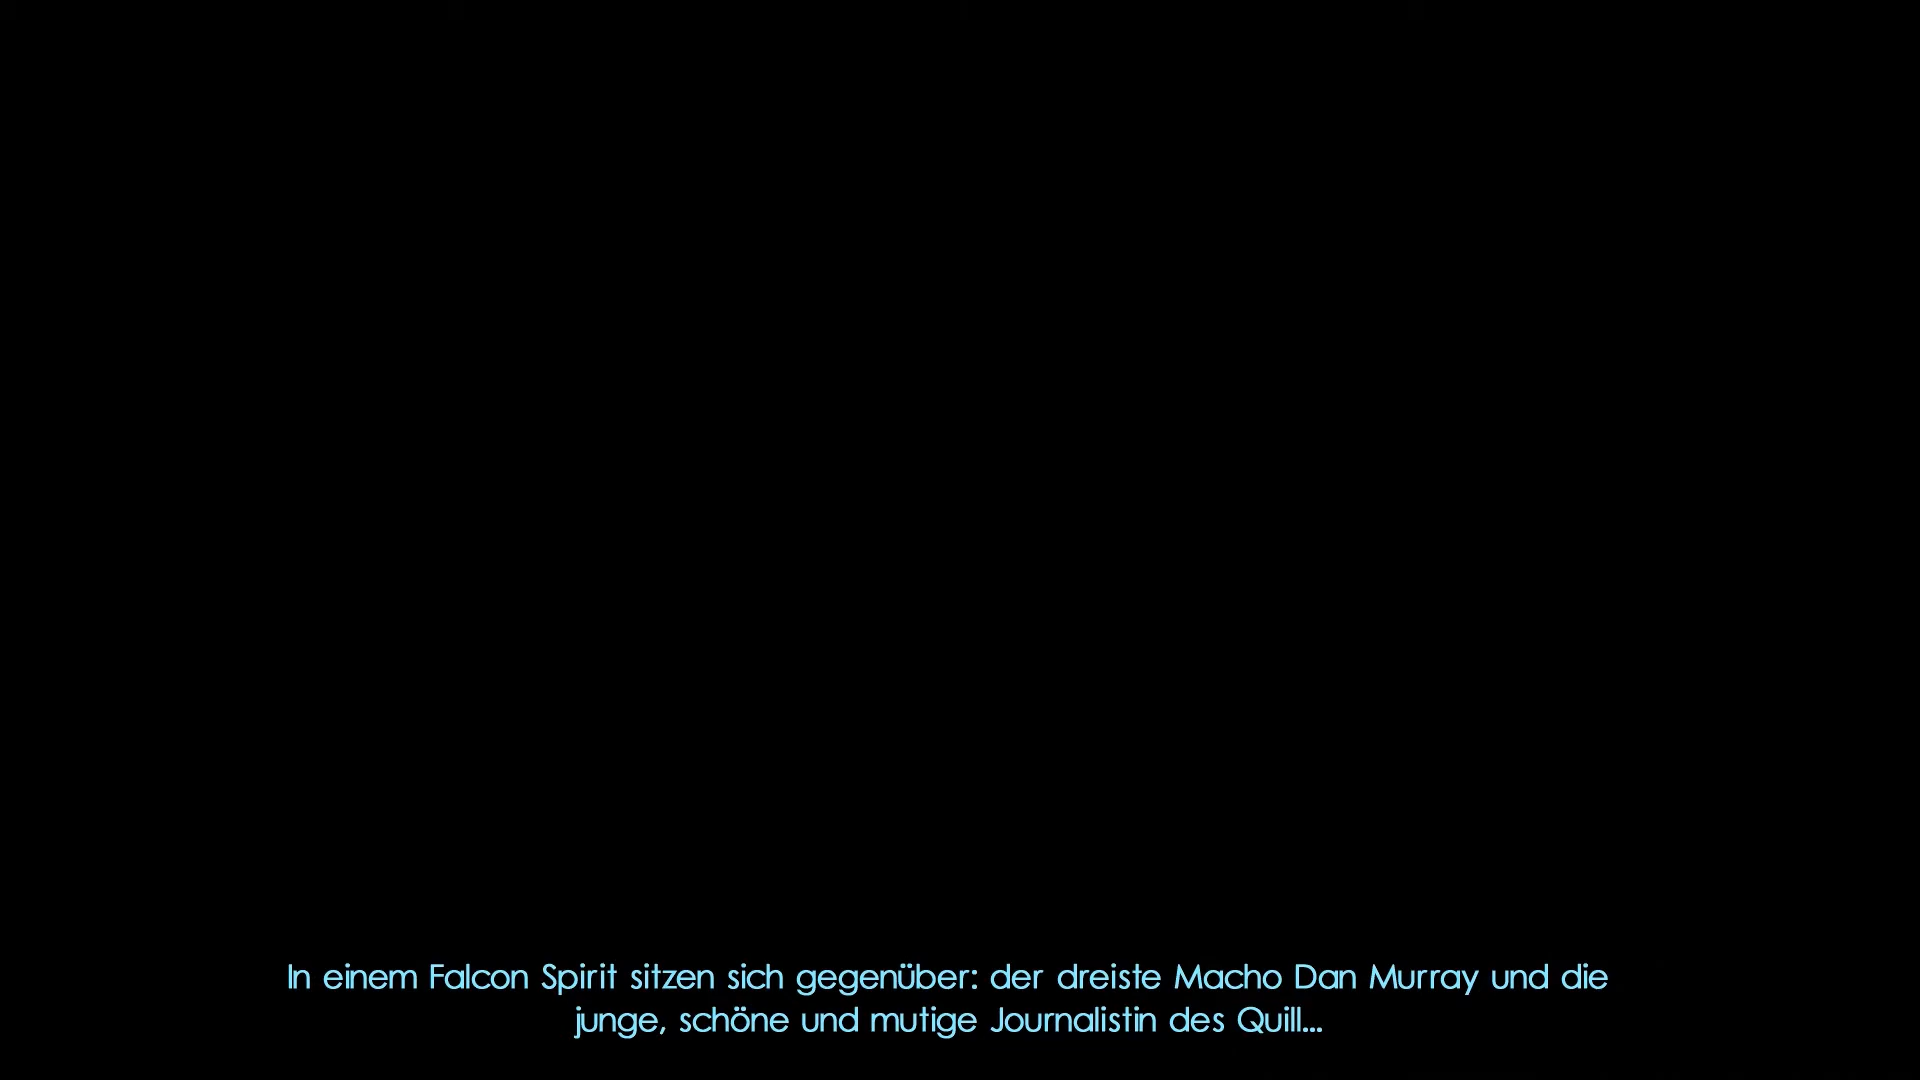 In einem Falcon Spirit sitzen sich gegenüber: der dreiste Macho Dan Murray und die
junge, schöne und mutige Journalistin des Quill...